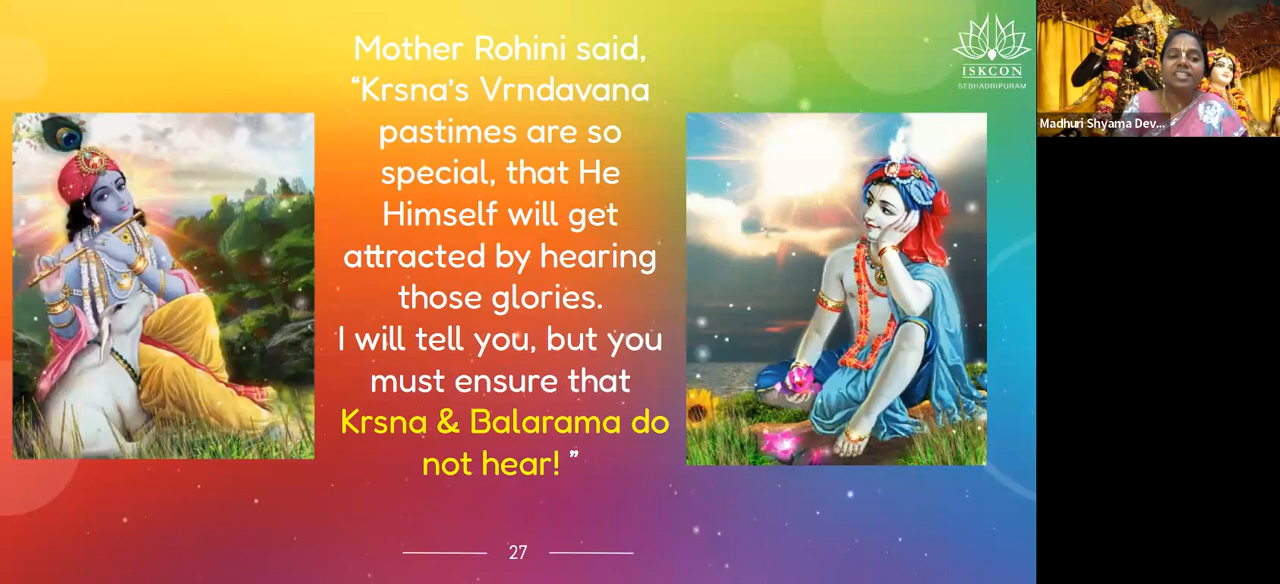 Mother Rohini said,
“Krsna’s Vrndavana
pastimes are so
special, that He
Himself will get
attracted by hearing
those glories.
I will tell you, but you
must ensure that
Krsna & Balarama do
not hear! ”
27
ISKCON
SESHADRIPURAM
Madhuri Shyama Dev...